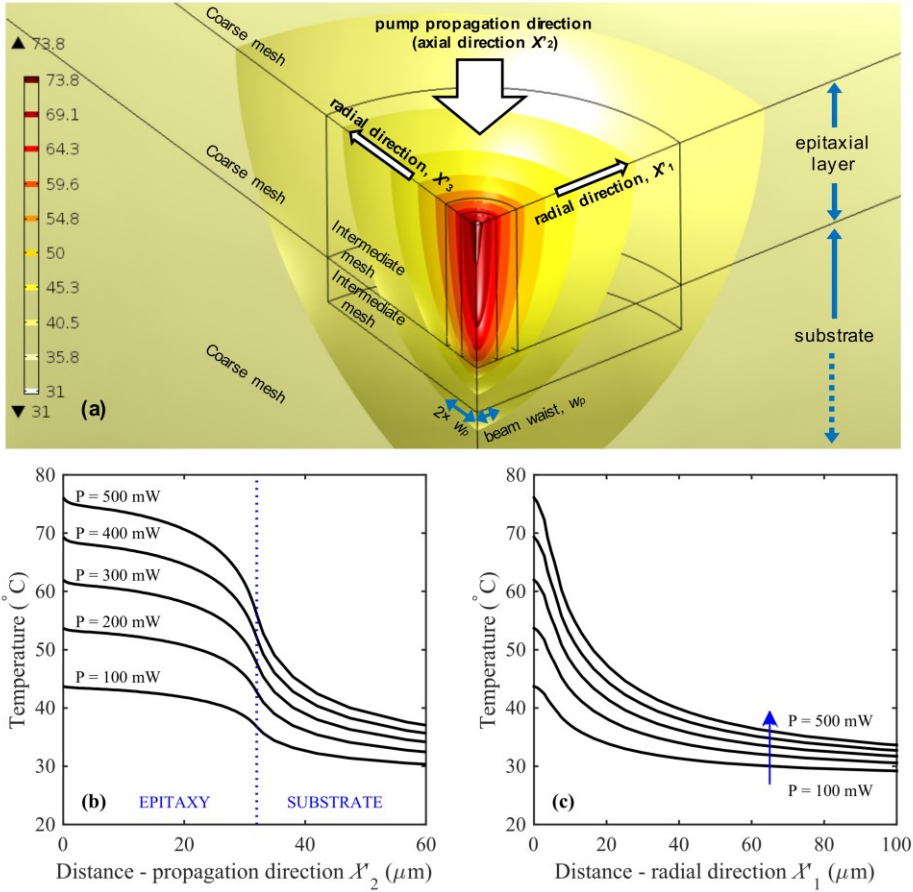 pump propagation direction
(axial direction X'2)
Coarse mesh
73.8
73.8
69.1
64.3
59.6
54.8
50
45.3
40.5
35.8
31
31
(a)
radial direction, X'3
radial direction, X'1
epitaxial
layer
Coarse mesh
Intermediate
mesh
Intermediate
mesh
substrate
Coarse mesh
2× wp
beam waist, wp
80
70
60
50
40
30
20
Temperature (°C)
P = 500 mW
P = 400 mW
P = 300 mW
P = 200 mW
P = 100 mW
(b)
EPITAXY
SUBSTRATE
0
20
40
60
Distance - propagation direction X'2 (μm)
80
70
60
50
40
30
20
Temperature (°C)
P = 500 mW
P = 100 mW
(c)
0
20
40
60
80
100
Distance - radial direction X'1 (μm)